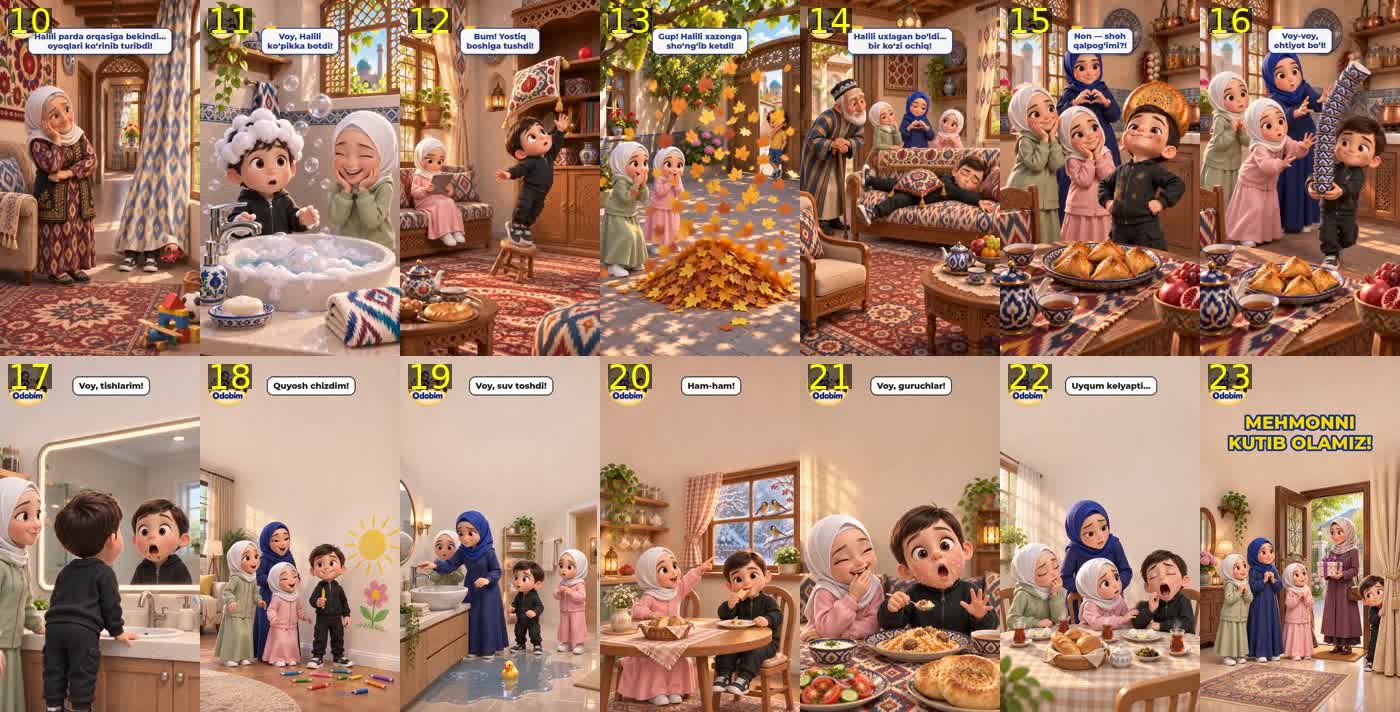 10
Halili parda orqasiga bekindi...
oyoqlari ko'rinib turibdi!
11
Voy, Halili
ko'pikka botdi!
12
Bum! Yostiq
boshiga tushdi!
13
Gup! Halili xazonga
sho'ng'ib ketdi!
14
Halili uxlagan bo'ldi...
bir ko'zi ochiq!
15
Non — shoh
qalpog'imi?!
16
Voy-voy,
ehtiyot bo'l!
17
Odobim
Voy, tishlarim!
18
Odobim
Quyosh chizdim!
19
Odobim
Voy, suv toshdi!
20
Odobim
Ham-ham!
21
Odobim
Voy, guruchlar!
22
Odobim
Uyqum kelyapti...
23
Odobim
MEHMONNI
KUTIB OLAMIZ!